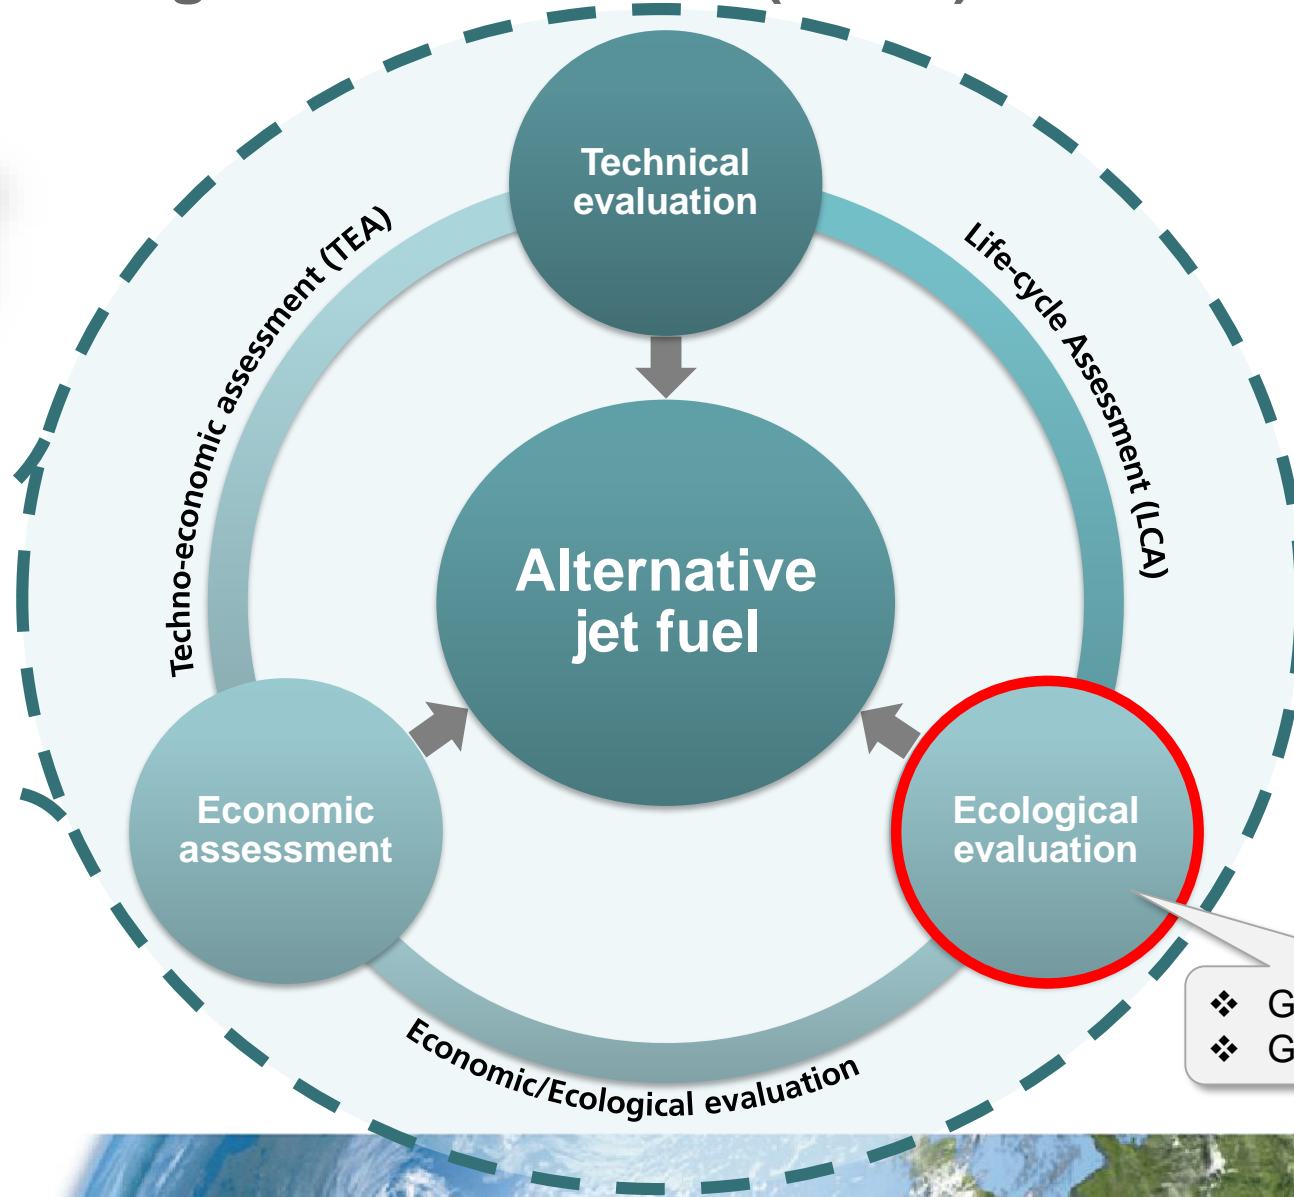 Technical
evaluation
Techno-economic assessment (TEA)
Life-cycle Assessment (LCA)
Alternative
jet fuel
Economic
assessment
Ecological
evaluation
Economic/Ecological evaluation
❖ G
❖ G